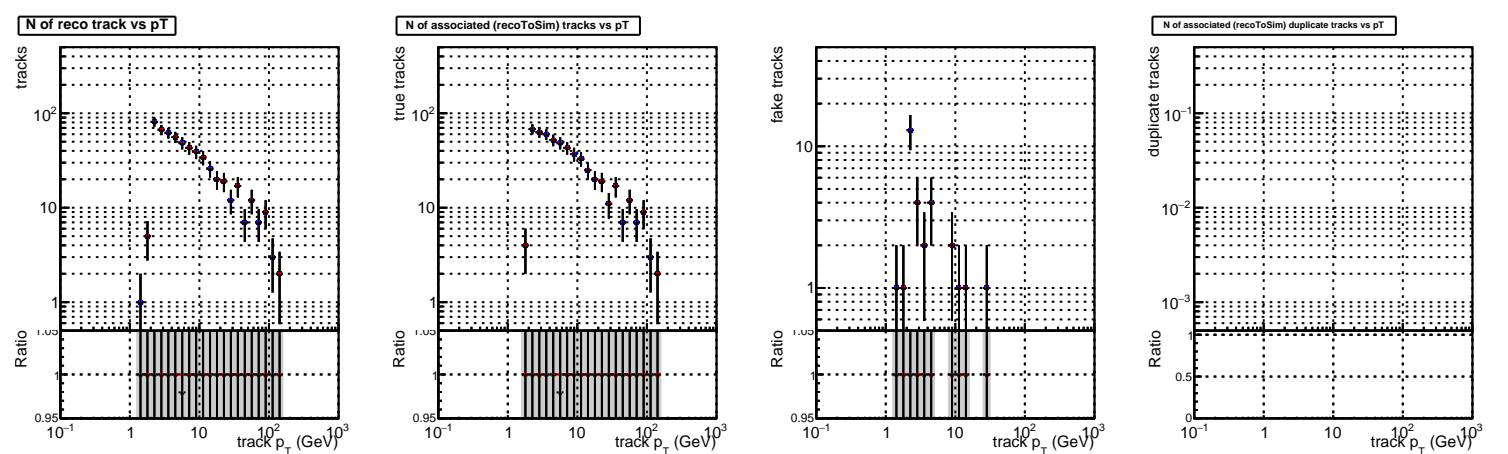 N of reco track vs pT
tracks
10²
10
1
1.05
Ratio
1
0.95
10⁻¹ 1 10 10² 10³
track p_T (GeV)
N of associated (recoToSim) tracks vs pT
true tracks
10²
10
1
1.05
Ratio
1
0.95
10⁻¹ 1 10 10² 10³
track p_T (GeV)
fake tracks
10
1
1.05
Ratio
1
0.95
10⁻¹ 1 10 10² 10³
track p_T (GeV)
N of associated (recoToSim) duplicate tracks vs pT
duplicate tracks
10⁻¹
10⁻²
10⁻³
Ratio
1
0.5
0
10⁻¹ 1 10 10² 10³
track p_T (GeV)